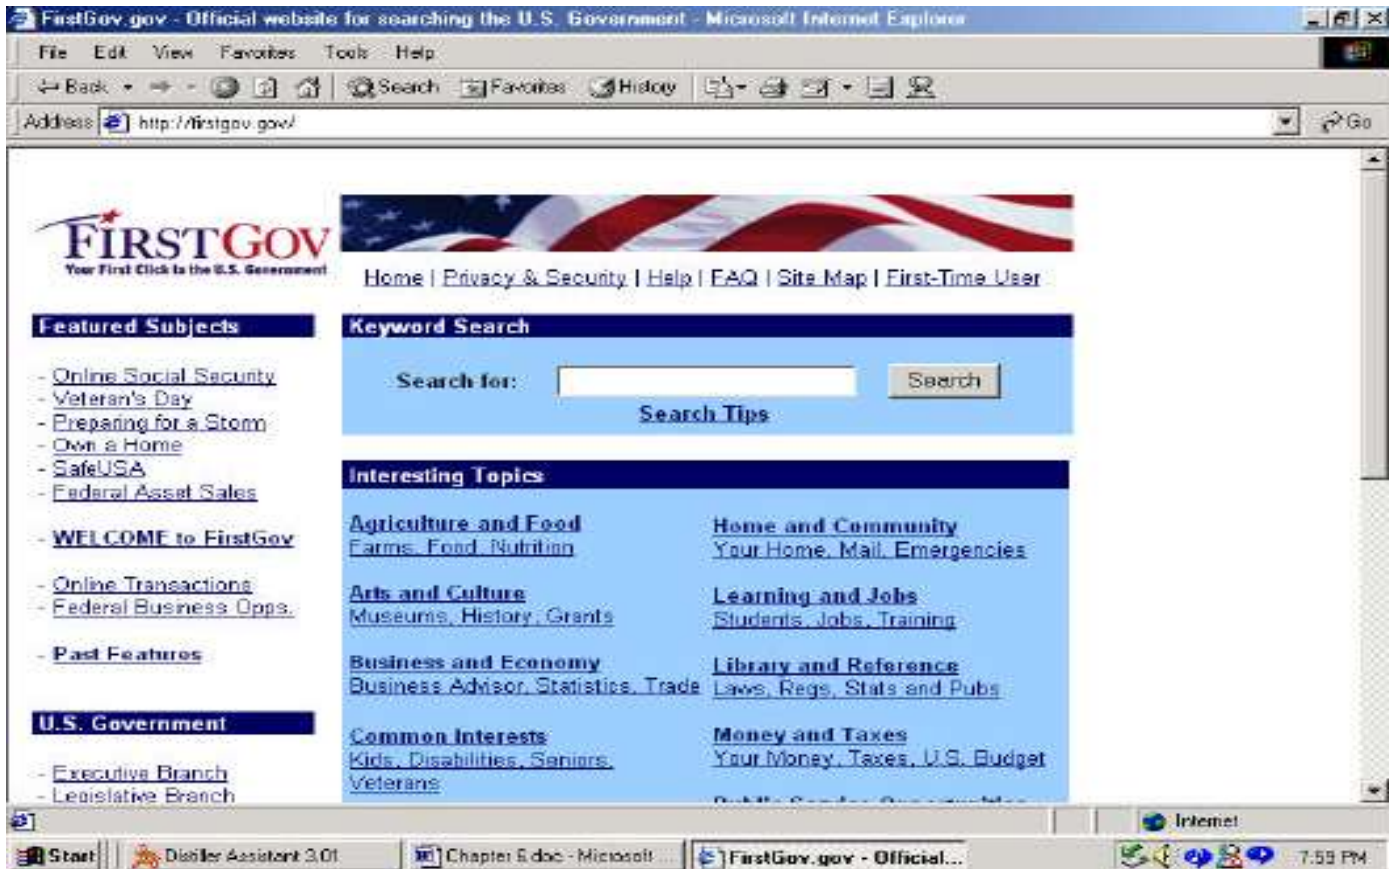 FirstGov.gov - Official website for searching the U.S. Government - Microsoft Internet Explorer
File Edit View Favorites Tools Help
Back Search Favorites History
Address http://firstgov.gov/ Go
FIRSTGOV
Your First Click to the U.S. Government
Home | Privacy & Security | Help | FAQ | Site Map | First-Time User
Featured Subjects
- Online Social Security
- Veteran's Day
- Preparing for a Storm
- Own a Home
- SafeUSA
- Federal Asset Sales
- WELCOME to FirstGov
- Online Transactions
- Federal Business Opps.
- Past Features
U.S. Government
- Executive Branch
- Legislative Branch
Keyword Search
Search for: Search
Search Tips
Interesting Topics
Agriculture and Food
Farms, Food, Nutrition
Arts and Culture
Museums, History, Grants
Business and Economy
Business Advisor, Statistics, Trade
Common Interests
Kids, Disabilities, Seniors,
Veterans
Home and Community
Your Home, Mail, Emergencies
Learning and Jobs
Students, Jobs, Training
Library and Reference
Laws, Regs, Stats and Pubs
Money and Taxes
Your Money, Taxes, U.S. Budget
Internet
Start Distiller Assistant 3.01 Chapter 6.doc - Microsoft ... FirstGov.gov - Official... 7:59 PM